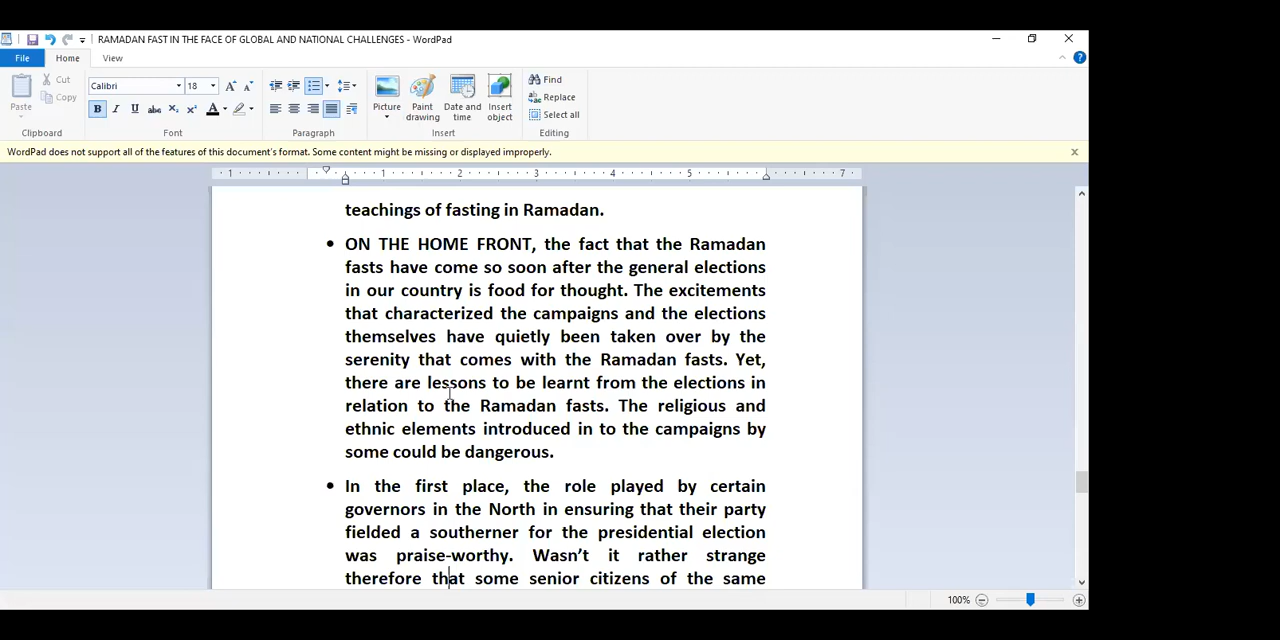 RAMADAN FAST IN THE FACE OF GLOBAL AND NATIONAL CHALLENGES - WordPad
File Home View
Cut
Copy
Paste
Clipboard
Calibri 18
Font
Paragraph
Picture
Paint drawing
Date and time
Insert object
Insert
Find
Replace
Select all
Editing
WordPad does not support all of the features of this document's format. Some content might be missing or displayed improperly.
1 1 2 3 4 5 7
teachings of fasting in Ramadan.
• ON THE HOME FRONT, the fact that the Ramadan
fasts have come so soon after the general elections
in our country is food for thought. The excitements
that characterized the campaigns and the elections
themselves have quietly been taken over by the
serenity that comes with the Ramadan fasts. Yet,
there are lessons to be learnt from the elections in
relation to the Ramadan fasts. The religious and
ethnic elements introduced in to the campaigns by
some could be dangerous.
• In the first place, the role played by certain
governors in the North in ensuring that their party
fielded a southerner for the presidential election
was praise-worthy. Wasn’t it rather strange
therefore that some senior citizens of the same
100%